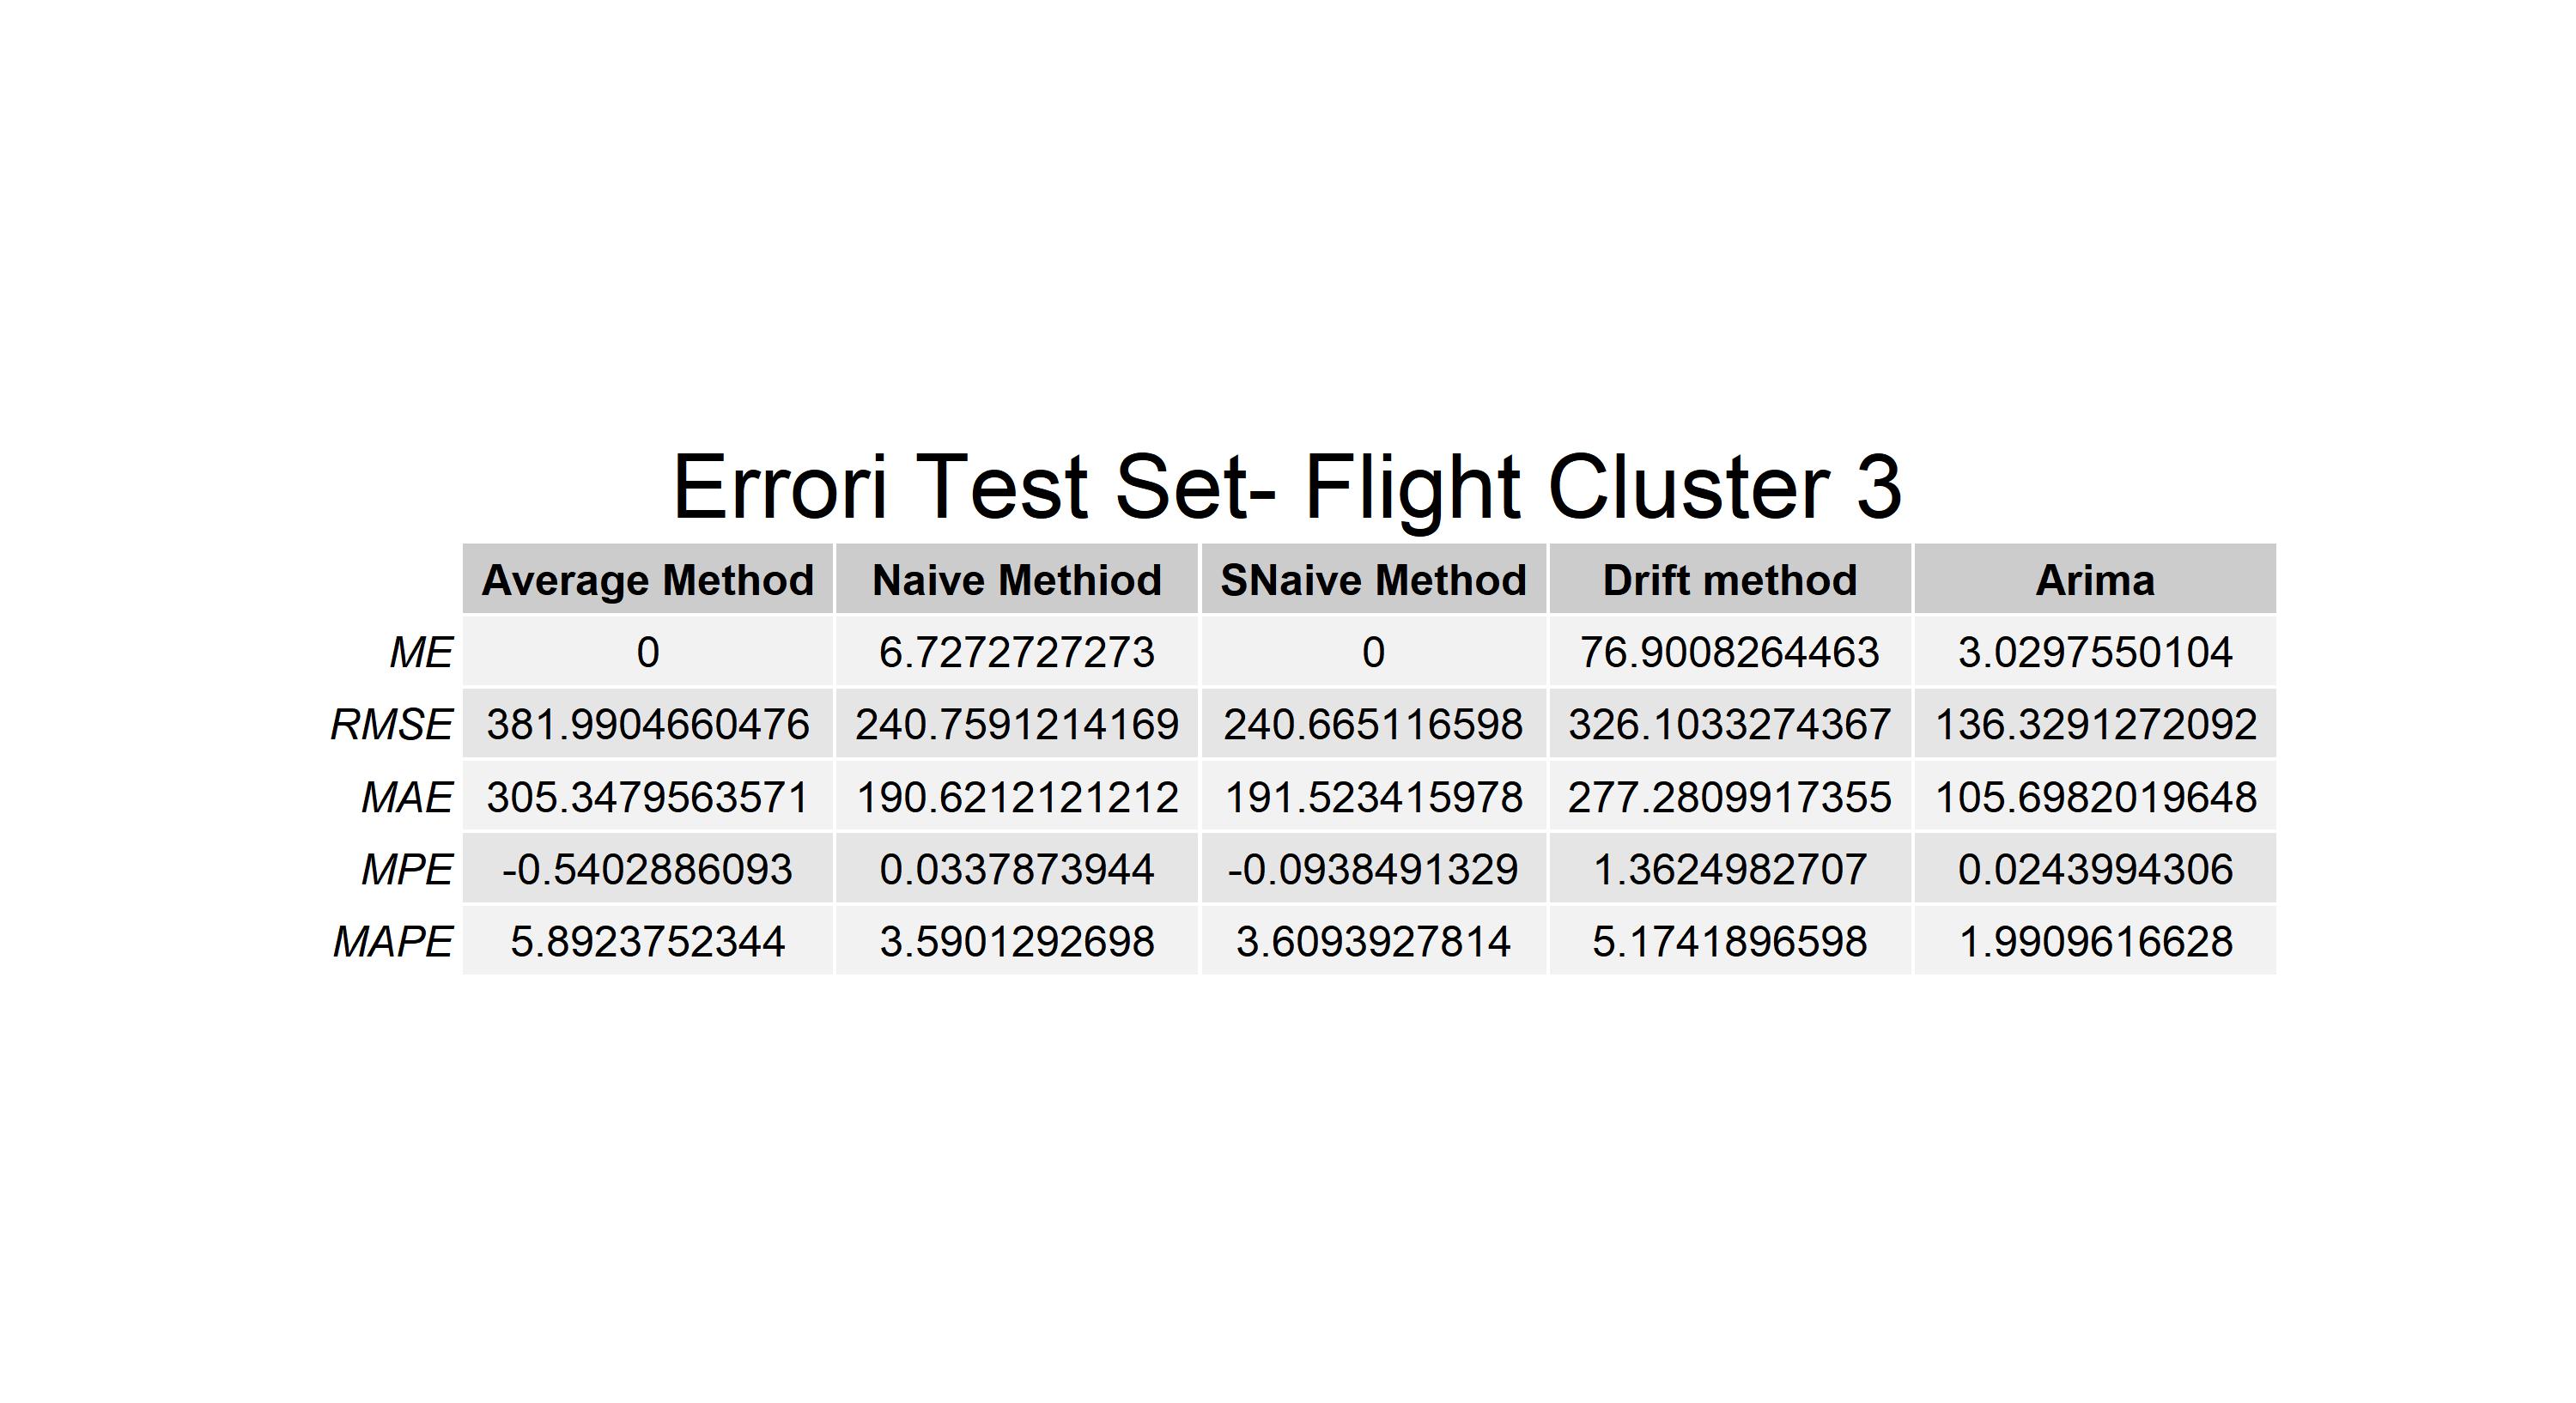 Errori Test Set- Flight Cluster 3
Average Method Naive Methiod SNaive Method Drift method Arima
ME 0 6.7272727273 0 76.9008264463 3.0297550104
RMSE 381.9904660476 240.7591214169 240.665116598 326.1033274367 136.3291272092
MAE 305.3479563571 190.6212121212 191.523415978 277.2809917355 105.6982019648
MPE -0.5402886093 0.0337873944 -0.0938491329 1.3624982707 0.0243994306
MAPE 5.8923752344 3.5901292698 3.6093927814 5.1741896598 1.9909616628